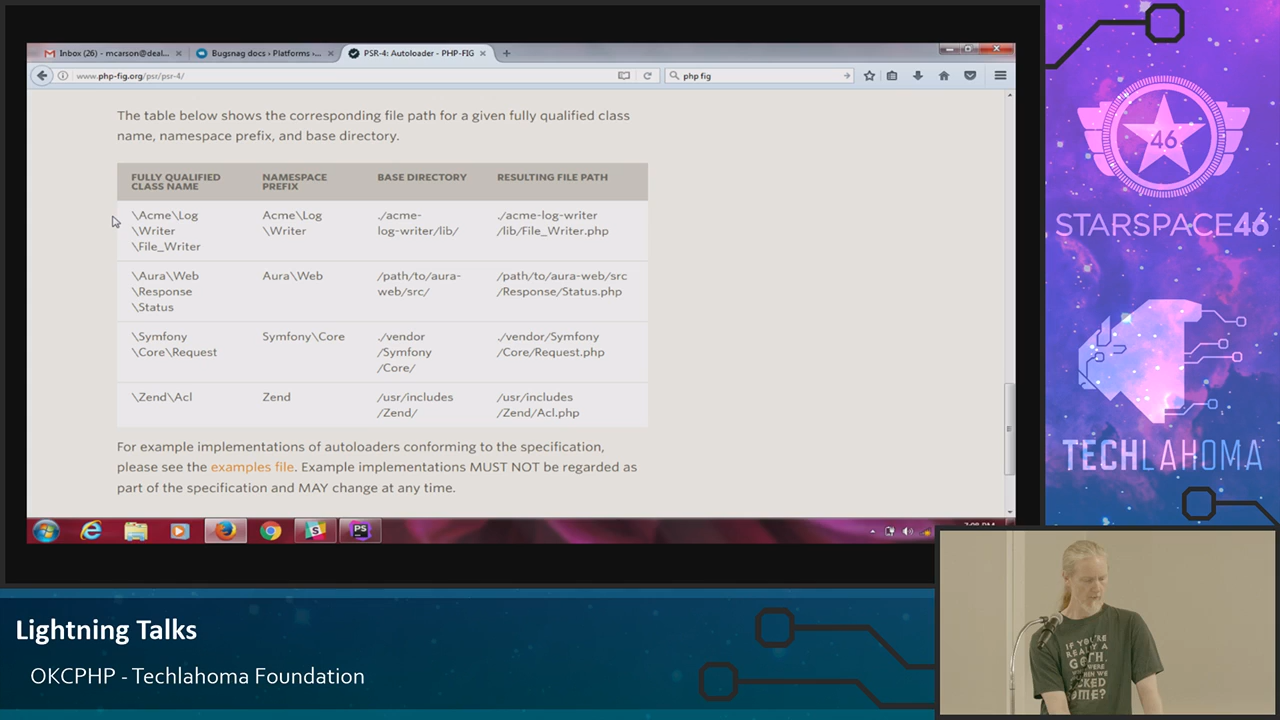 Inbox (26) - mcarson@deal...
Bugsnag docs › Platforms ›...
PSR-4: Autoloader - PHP-FIG
www.php-fig.org/psr/psr-4/
php fig
The table below shows the corresponding file path for a given fully qualified class
name, namespace prefix, and base directory.
FULLY QUALIFIED CLASS NAME
NAMESPACE PREFIX
BASE DIRECTORY
RESULTING FILE PATH
\Acme\Log
\Writer
\File_Writer
Acme\Log
\Writer
./acme-
log-writer/lib/
./acme-log-writer
/lib/File_Writer.php
\Aura\Web
\Response
\Status
Aura\Web
/path/to/aura-
web/src/
/path/to/aura-web/src
/Response/Status.php
\Symfony
\Core\Request
Symfony\Core
./vendor
/Symfony
/Core/
./vendor/Symfony
/Core/Request.php
\Zend\Acl
Zend
/usr/includes
/Zend/
/usr/includes
/Zend/Acl.php
For example implementations of autoloaders conforming to the specification,
please see the examples file. Example implementations MUST NOT be regarded as
part of the specification and MAY change at any time.
PS
46
STARSPACE46
TECHLAHOMA
Lightning Talks
OKCPHP - Techlahoma Foundation
IF YOU'RE
REALLY A
GOTH,